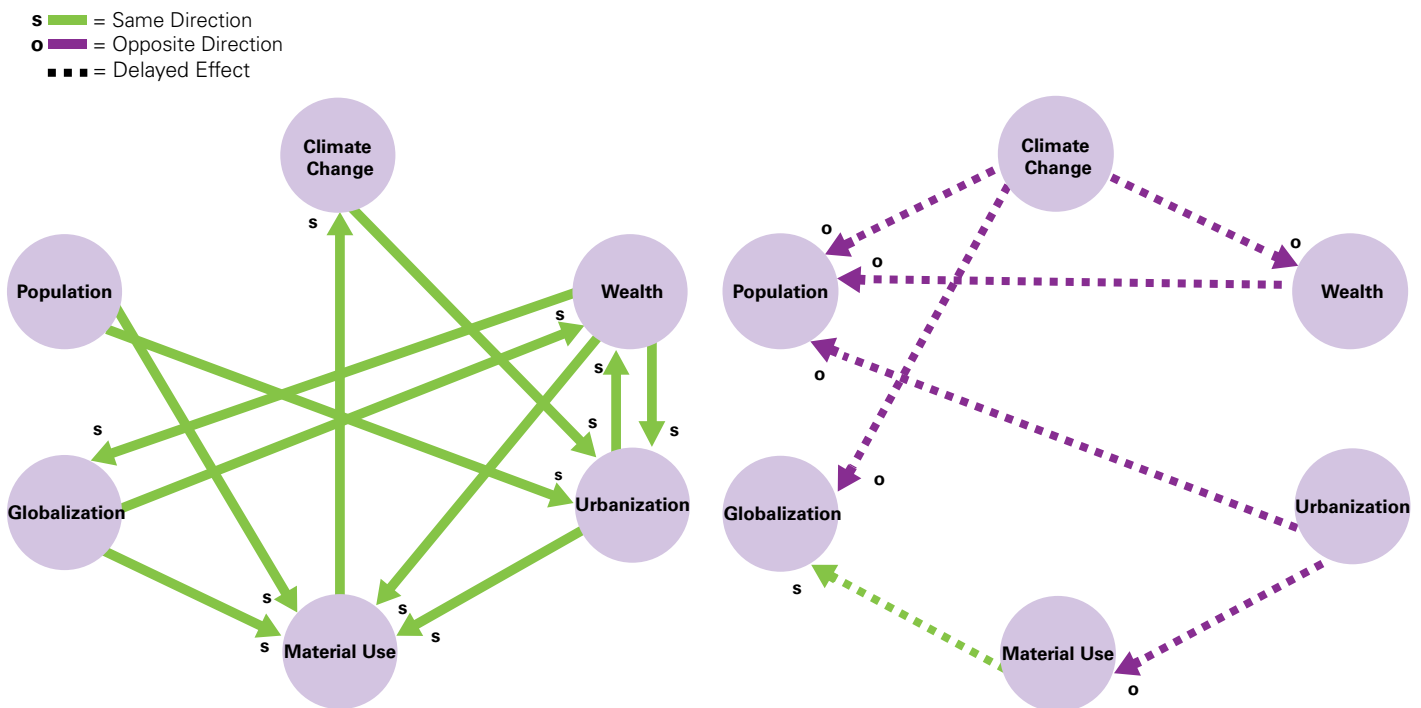 s = Same Direction
o = Opposite Direction
= Delayed Effect
Climate
Change
s
Population
Wealth
s
s
s
s
s
s
Globalization
Urbanization
s
s
s
s
Material Use
Climate
Change
o
o
o
Population
Wealth
o
o
Globalization
Urbanization
s
Material Use
o